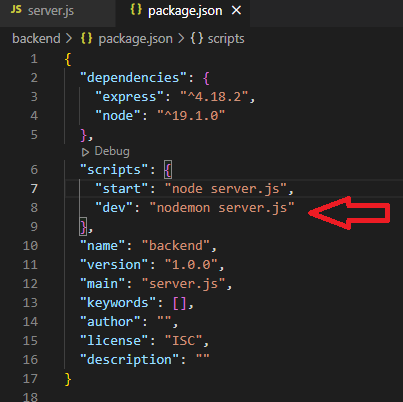 JS server.js package.json ×
backend > {} package.json > {} scripts
1 {
2 "dependencies": {
3 "express": "^4.18.2",
4 "node": "^19.1.0"
5 },
Debug
6 "scripts": {
7 "start": "node server.js",
8 "dev": "nodemon server.js"
9 },
10 "name": "backend",
11 "version": "1.0.0",
12 "main": "server.js",
13 "keywords": [],
14 "author": "",
15 "license": "ISC",
16 "description": ""
17 }
18